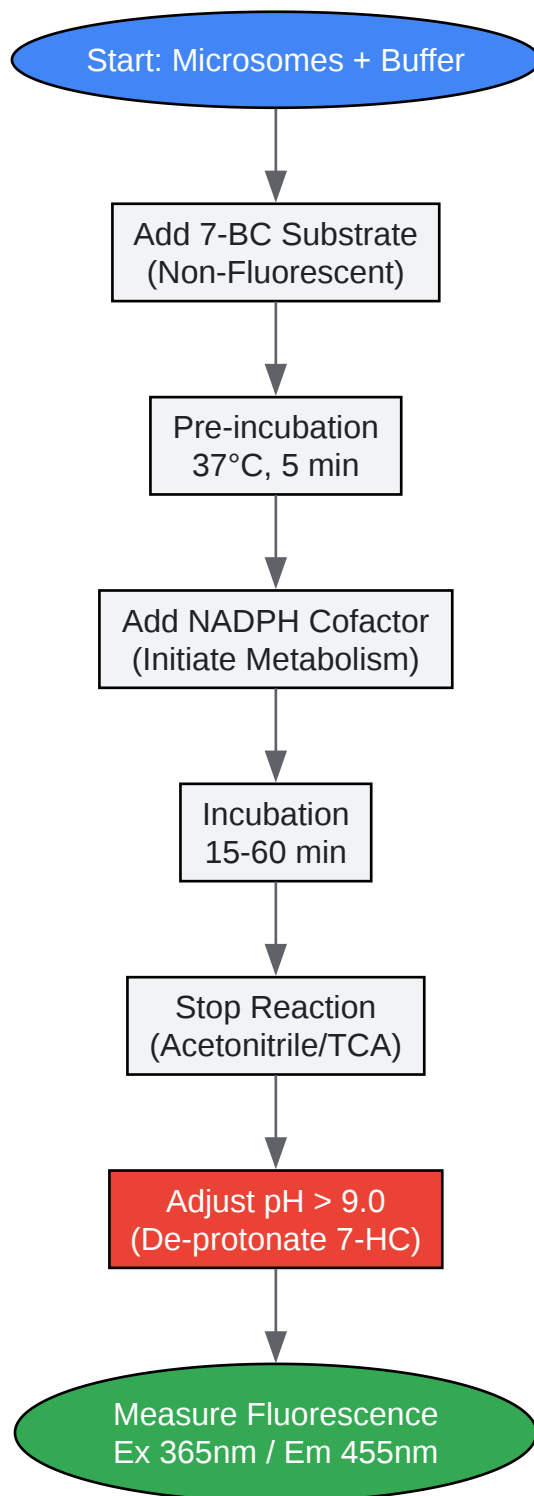 Start: Microsomes + Buffer
Add 7-BC Substrate
(Non-Fluorescent)
Pre-incubation
37°C, 5 min
Add NADPH Cofactor
(Initiate Metabolism)
Incubation
15-60 min
Stop Reaction
(Acetonitrile/TCA)
Adjust pH > 9.0
(De-protonate 7-HC)
Measure Fluorescence
Ex 365nm / Em 455nm